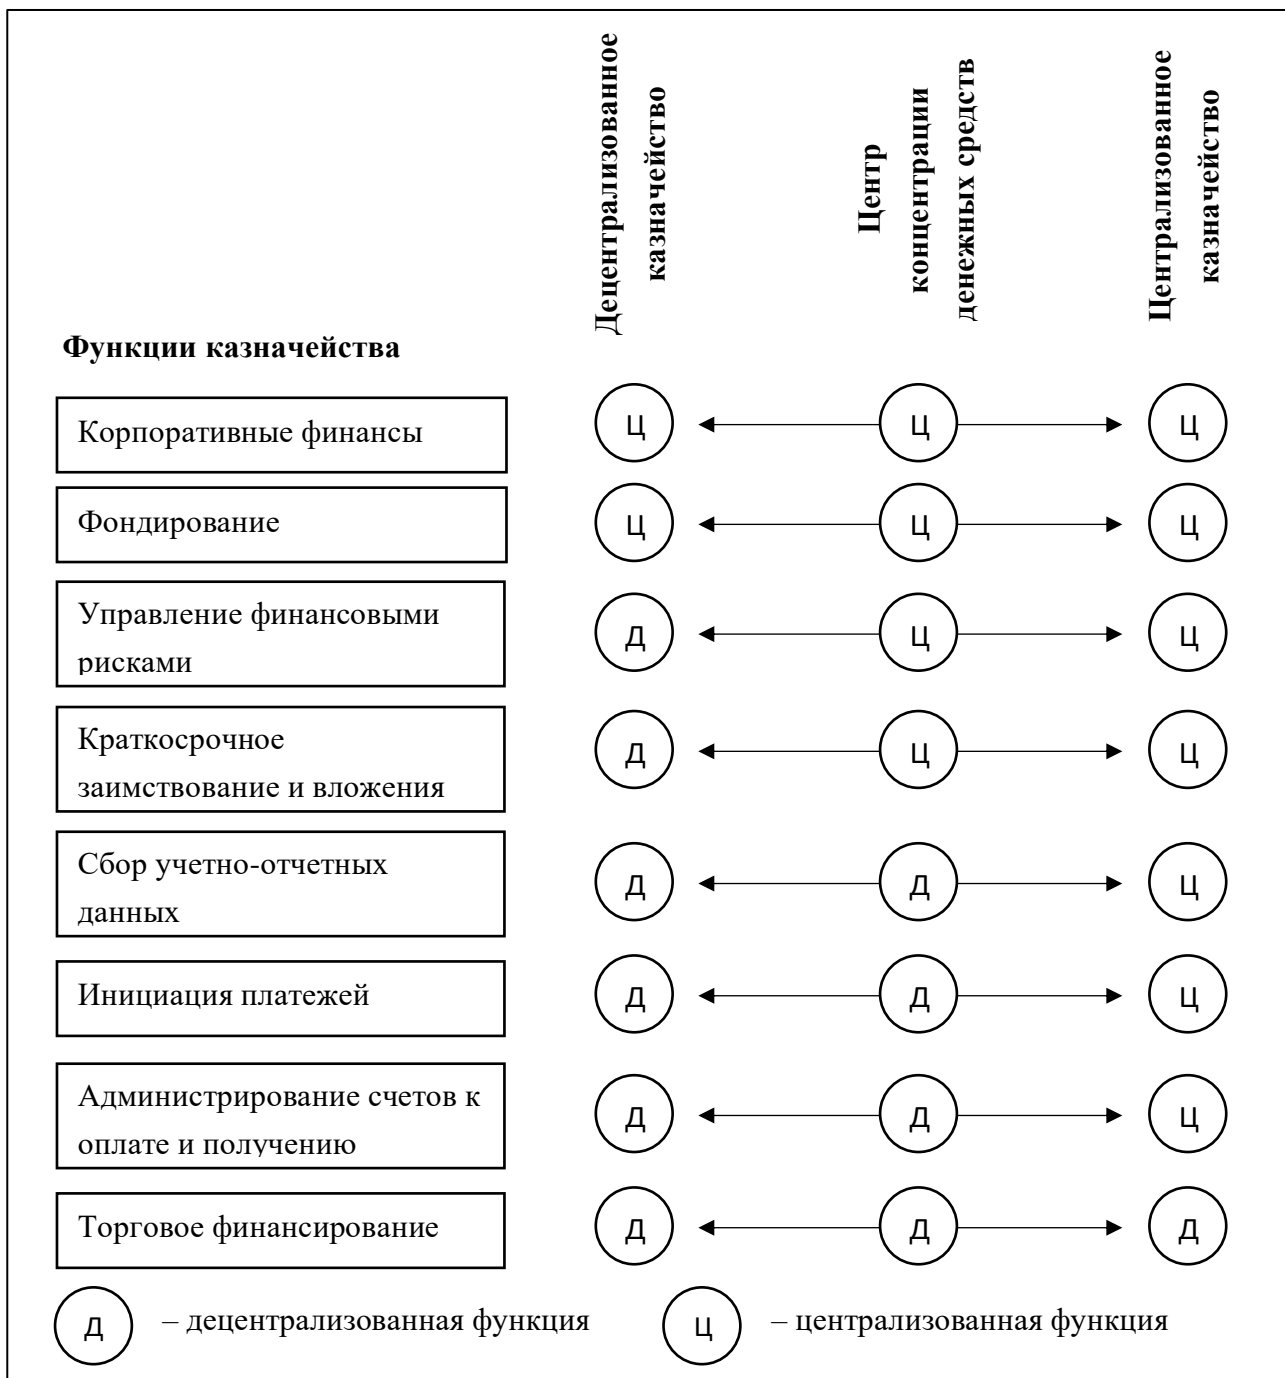 Децентрализованное
казначейство
Центр
концентрации
денежных средств
Централизованное
казначейство
Функции казначейства
Корпоративные финансы
Ц
Ц
Ц
Фондирование
Ц
Ц
Ц
Управление финансовыми
рисками
Д
Ц
Ц
Краткосрочное
заимствование и вложения
Д
Ц
Ц
Сбор учетно-отчетных
данных
Д
Д
Ц
Инициация платежей
Д
Д
Ц
Администрирование счетов к
оплате и получению
Д
Д
Ц
Торговое финансирование
Д
Д
Д
Д – децентрализованная функция
Ц – централизованная функция